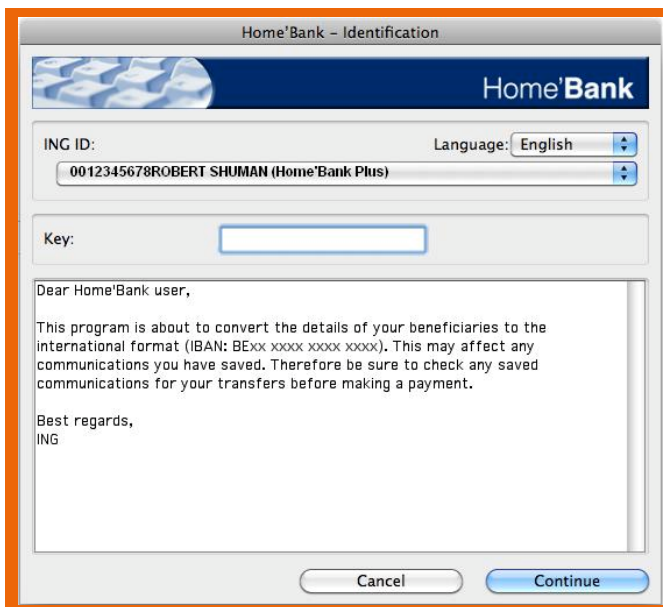 Home'Bank – Identification
Home'Bank
ING ID:
Language: English
0012345678ROBERT SHUMAN (Home'Bank Plus)
Key:
Dear Home'Bank user,
This program is about to convert the details of your beneficiaries to the
international format (IBAN: BExx xxxx xxxx xxxx). This may affect any
communications you have saved. Therefore be sure to check any saved
communications for your transfers before making a payment.
Best regards,
ING
Cancel
Continue